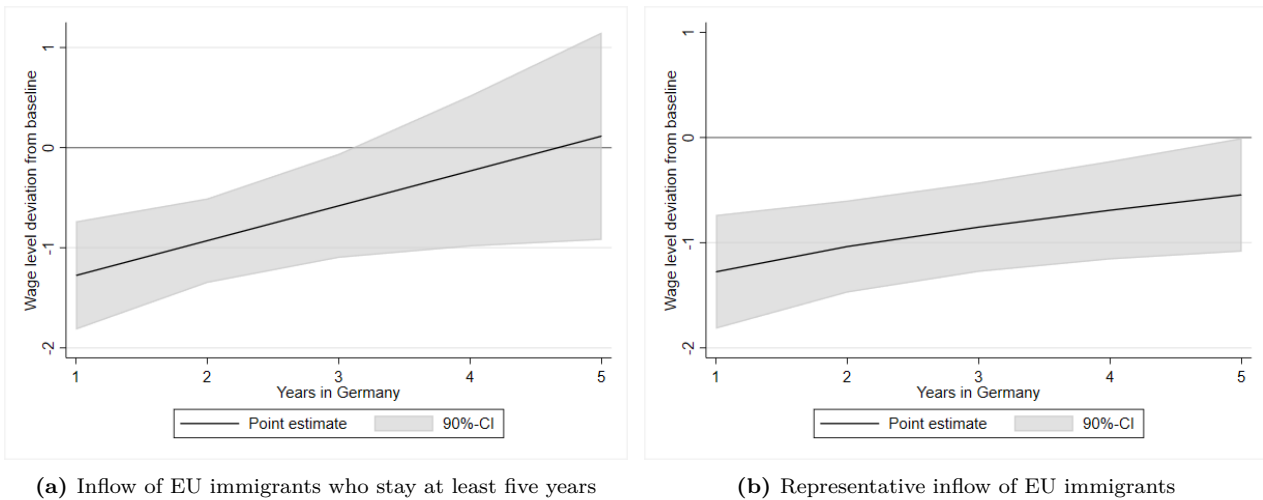 Wage level deviation from baseline
1
0
-1
-2
1 2 3 4 5
Years in Germany
Point estimate 90%-CI
(a) Inflow of EU immigrants who stay at least five years
Wage level deviation from baseline
1
0
-1
-2
1 2 3 4 5
Years in Germany
Point estimate 90%-CI
(b) Representative inflow of EU immigrants